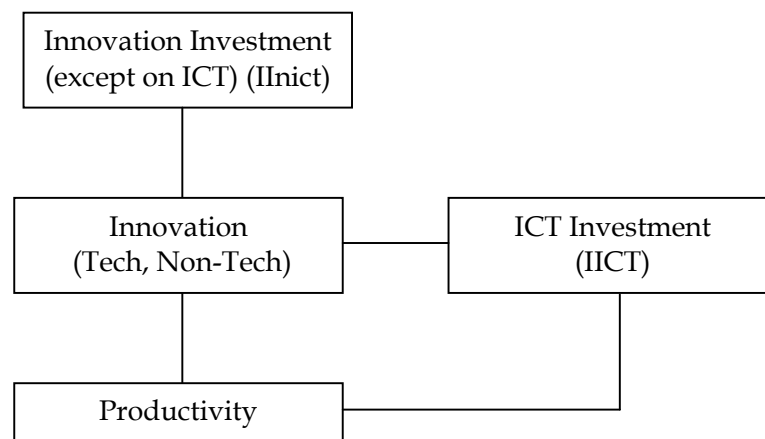 Innovation Investment
(except on ICT) (IInict)
Innovation
(Tech, Non-Tech)
ICT Investment
(IICT)
Productivity